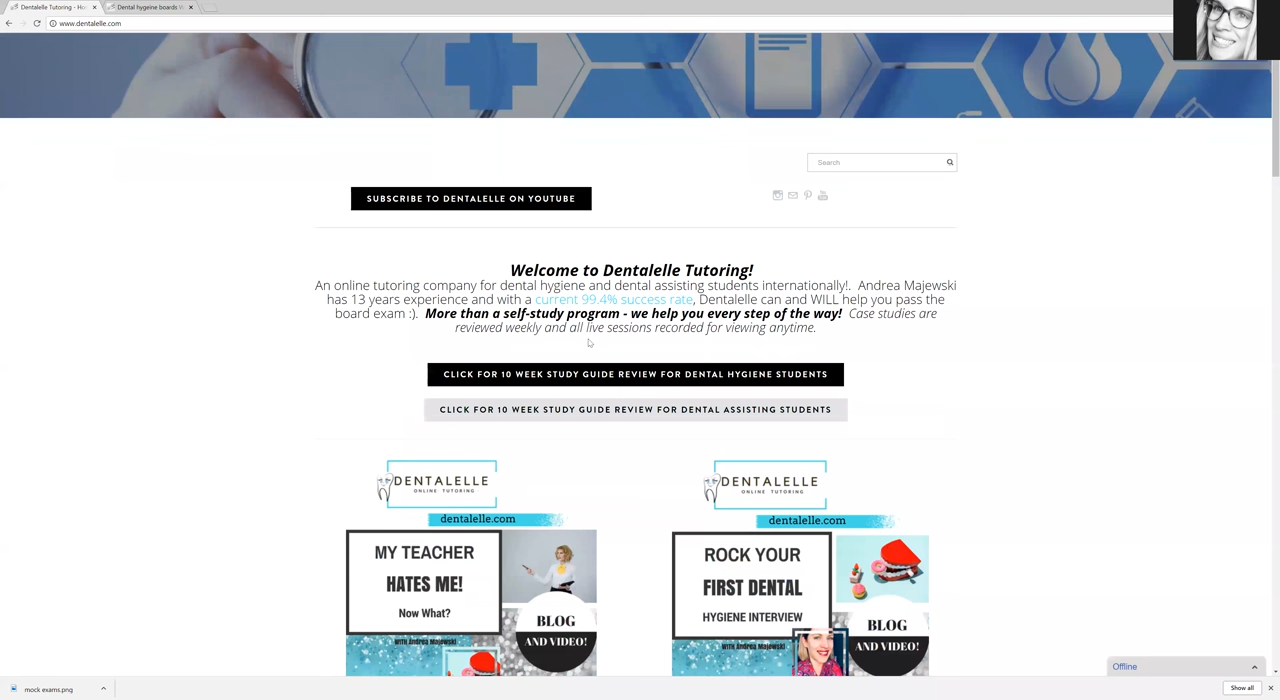 Dentalelle Tutoring - Ho
Dental hygeine boards W
www.dentalelle.com
Search
SUBSCRIBE TO DENTALELLE ON YOUTUBE
Welcome to Dentalelle Tutoring!
An online tutoring company for dental hygiene and dental assisting students internationally!. Andrea Majewski
has 13 years experience and with a current 99.4% success rate, Dentalelle can and WILL help you pass the
board exam :). More than a self-study program - we help you every step of the way! Case studies are
reviewed weekly and all live sessions recorded for viewing anytime.
CLICK FOR 10 WEEK STUDY GUIDE REVIEW FOR DENTAL HYGIENE STUDENTS
CLICK FOR 10 WEEK STUDY GUIDE REVIEW FOR DENTAL ASSISTING STUDENTS
DENTALELLE
ONLINE TUTORING
dentalelle.com
MY TEACHER
HATES ME!
Now What?
BLOG
AND VIDEO!
WITH Andrea Majewski
DENTALELLE
ONLINE TUTORING
dentalelle.com
ROCK YOUR
FIRST DENTAL
HYGIENE INTERVIEW
BLOG
AND VIDEO!
WITH Andrea Majewski
Offline
mock exams.png
Show all